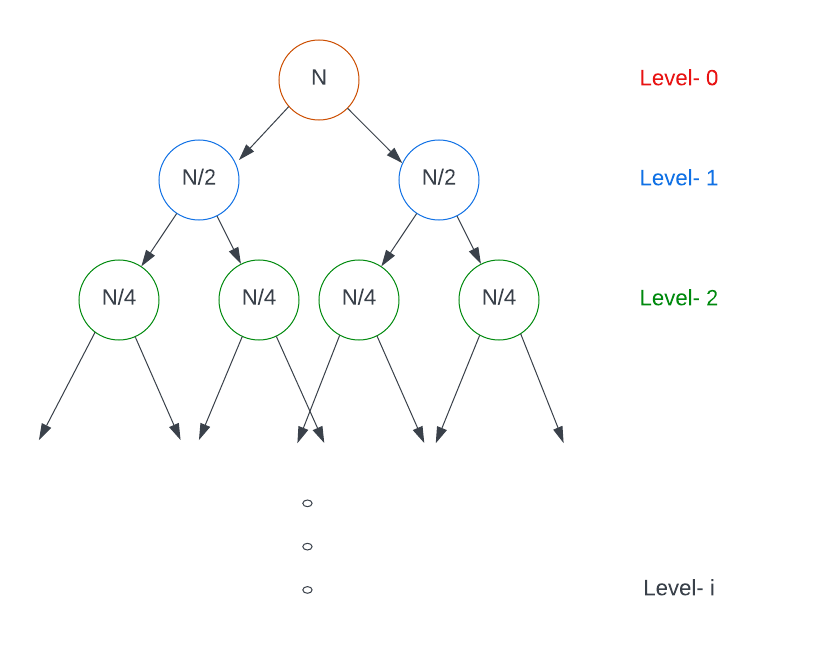 N
Level- 0
N/2
N/2
Level- 1
N/4
N/4
N/4
N/4
Level- 2
Level- i